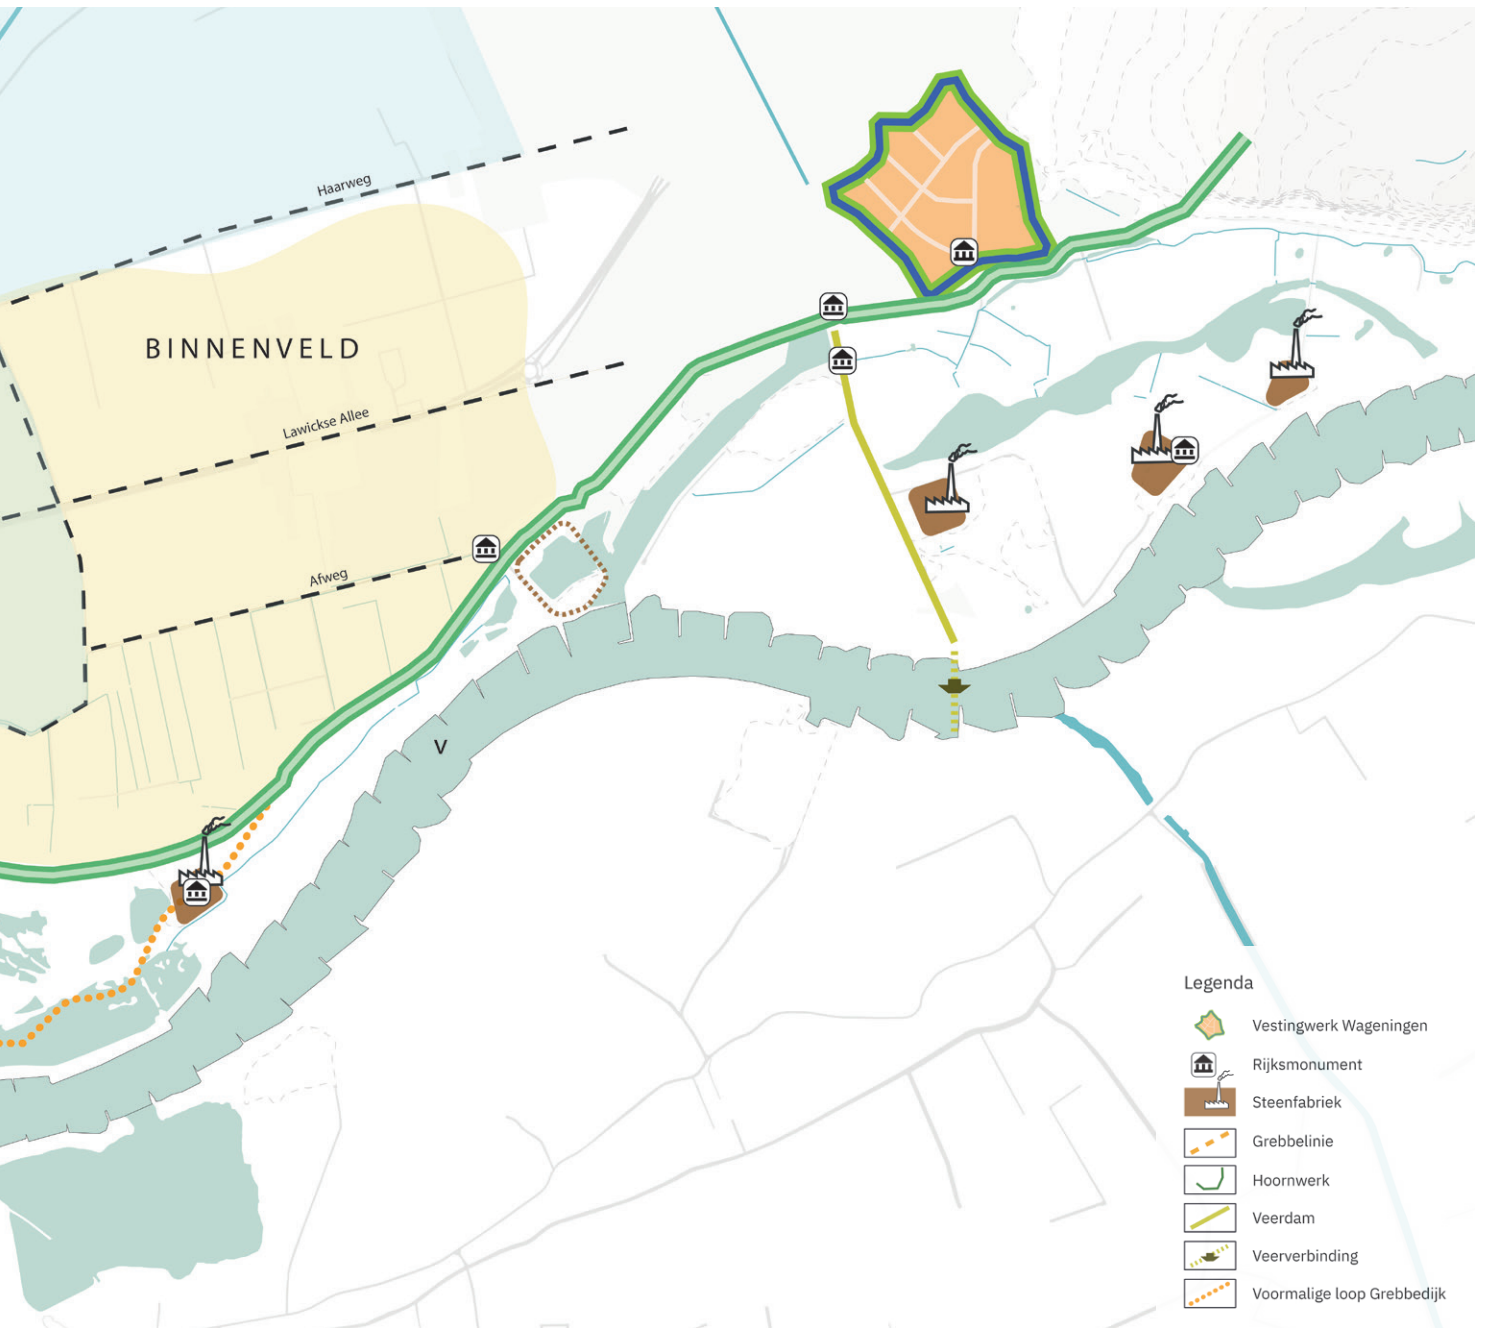 Haarweg
BINNENVELD
Lawickse Allee
Afweg
V
Legenda
Vestingwerk Wageningen
Rijksmonument
Steenfabriek
Grebbelinie
Hoornwerk
Veerdam
Veerverbinding
Voormalige loop Grebbedijk